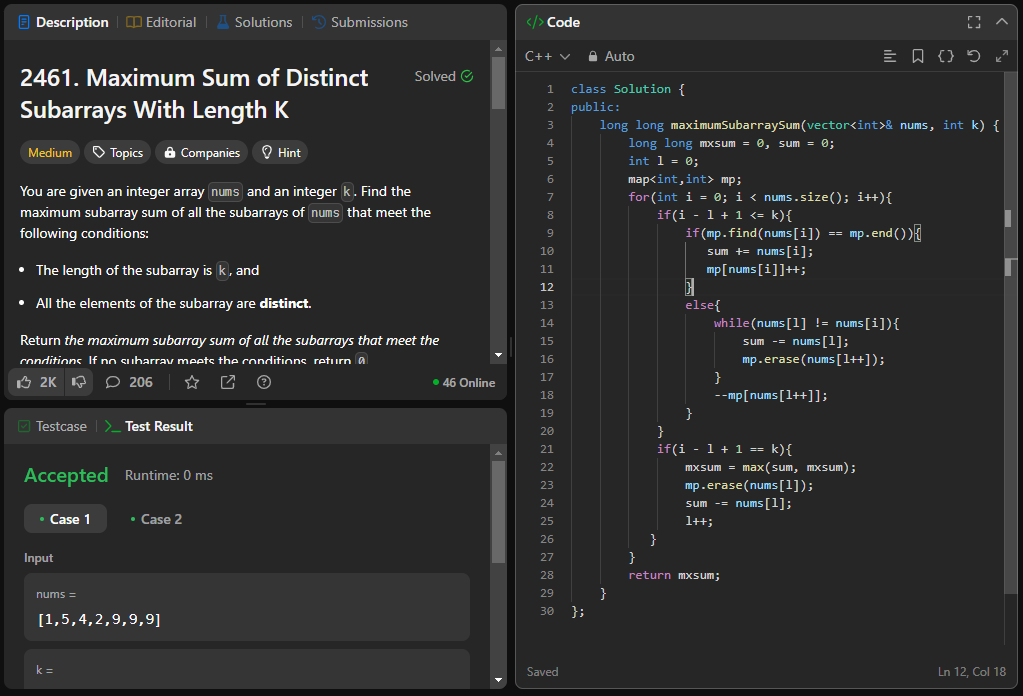 Description
Editorial
Solutions
Submissions
2461. Maximum Sum of Distinct
Subarrays With Length K
Solved
Medium
Topics
Companies
Hint
You are given an integer array nums and an integer k. Find the
maximum subarray sum of all the subarrays of nums that meet the
following conditions:
• The length of the subarray is k, and
• All the elements of the subarray are distinct.
Return the maximum subarray sum of all the subarrays that meet the
conditions. If no subarray meets the conditions, return 0
2K
206
46 Online
Testcase
Test Result
Accepted
Runtime: 0 ms
Case 1
Case 2
Input
nums =
[1,5,4,2,9,9,9]
k =
</> Code
C++
Auto
1 class Solution {
2 public:
3     long long maximumSubarraySum(vector<int>& nums, int k) {
4         long long mxsum = 0, sum = 0;
5         int l = 0;
6         map<int,int> mp;
7         for(int i = 0; i < nums.size(); i++){
8             if(i - l + 1 <= k){
9                 if(mp.find(nums[i]) == mp.end()){
10                    sum += nums[i];
11                    mp[nums[i]]++;
12                }
13                else{
14                    while(nums[l] != nums[i]){
15                        sum -= nums[l];
16                        mp.erase(nums[l++]);
17                    }
18                    --mp[nums[l++]];
19                }
20            }
21            if(i - l + 1 == k){
22                mxsum = max(sum, mxsum);
23                mp.erase(nums[l]);
24                sum -= nums[l];
25                l++;
26            }
27        }
28        return mxsum;
29    }
30 };
Saved
Ln 12, Col 18